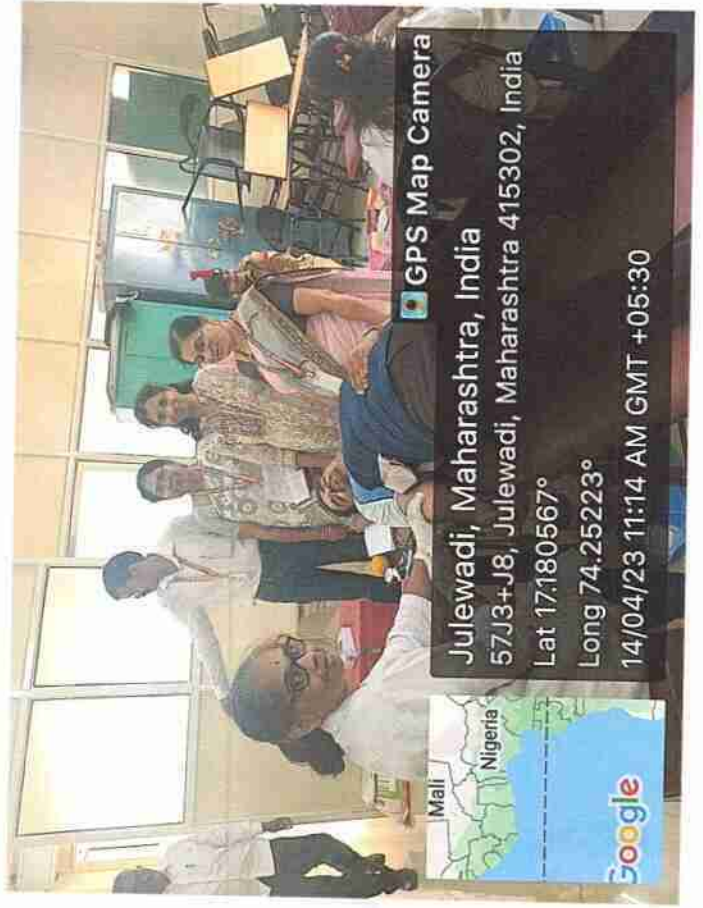 GPS Map Camera
Julewadi, Maharashtra, India
57J3+J8, Julewadi, Maharashtra 415302, India
Lat 17.180567°
Long 74.25223°
14/04/23 11:14 AM GMT +05:30
Mali
Nigeria
Google